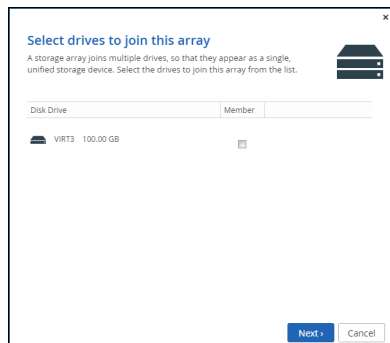 ×
Select drives to join this array
A storage array joins multiple drives, so that they appear as a single,
unified storage device. Select the drives to join this array from the list.
Disk Drive Member
VIRT3 100.00 GB
Next › Cancel